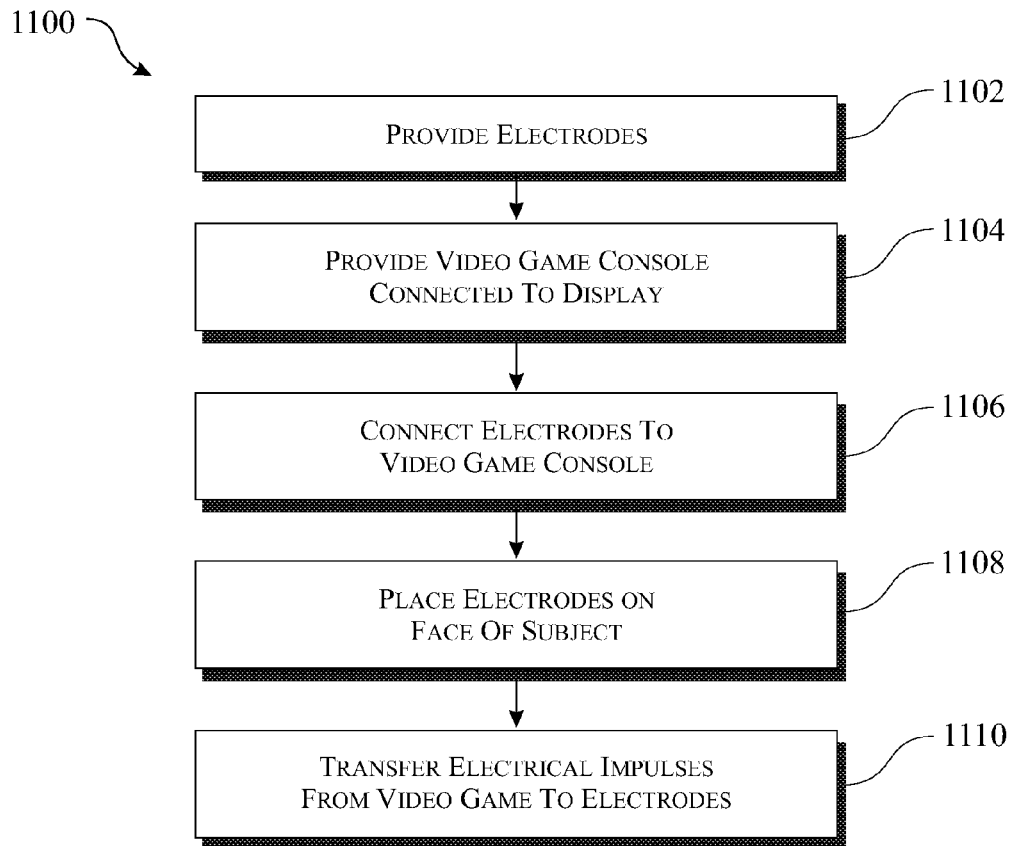 1100
1102
PROVIDE ELECTRODES
1104
PROVIDE VIDEO GAME CONSOLE
CONNECTED TO DISPLAY
1106
CONNECT ELECTRODES TO
VIDEO GAME CONSOLE
1108
PLACE ELECTRODES ON
FACE OF SUBJECT
1110
TRANSFER ELECTRICAL IMPULSES
FROM VIDEO GAME TO ELECTRODES